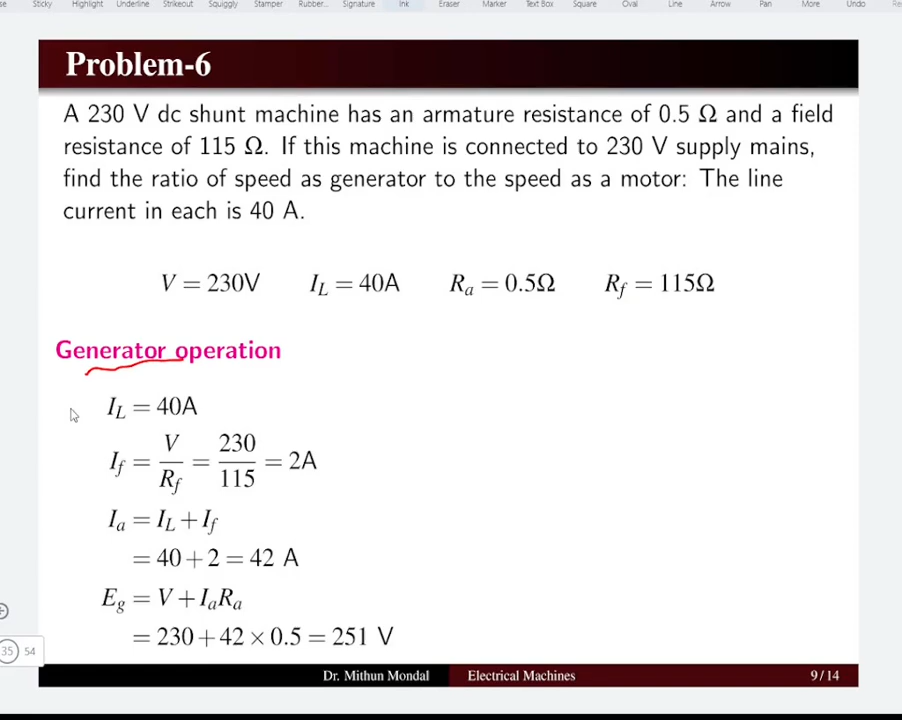 Sticky Highlight Underline Strikeout Squiggly Stamper Rubber... Signature Ink Eraser Marker Text Box Square Oval Line Arrow Pan More Undo
Problem-6
A 230 V dc shunt machine has an armature resistance of 0.5 Ω and a field
resistance of 115 Ω. If this machine is connected to 230 V supply mains,
find the ratio of speed as generator to the speed as a motor: The line
current in each is 40 A.
V = 230V I_L = 40A R_a = 0.5Ω R_f = 115Ω
Generator operation
I_L = 40A
I_f = V/R_f = 230/115 = 2A
I_a = I_L + I_f
= 40 + 2 = 42 A
E_g = V + I_aR_a
= 230 + 42 × 0.5 = 251 V
35 54
Dr. Mithun Mondal Electrical Machines 9/14